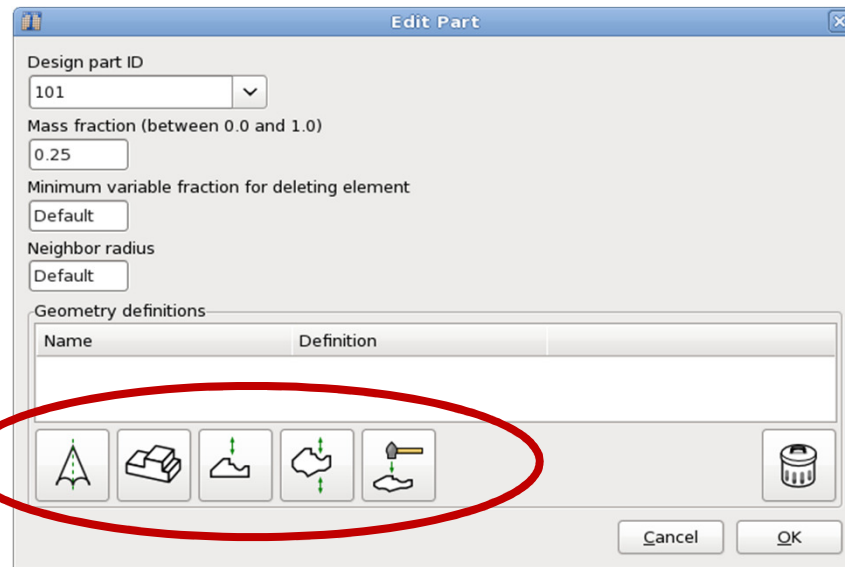 Edit Part
Design part ID
101
Mass fraction (between 0.0 and 1.0)
0.25
Minimum variable fraction for deleting element
Default
Neighbor radius
Default
Geometry definitions
Name Definition
Cancel OK